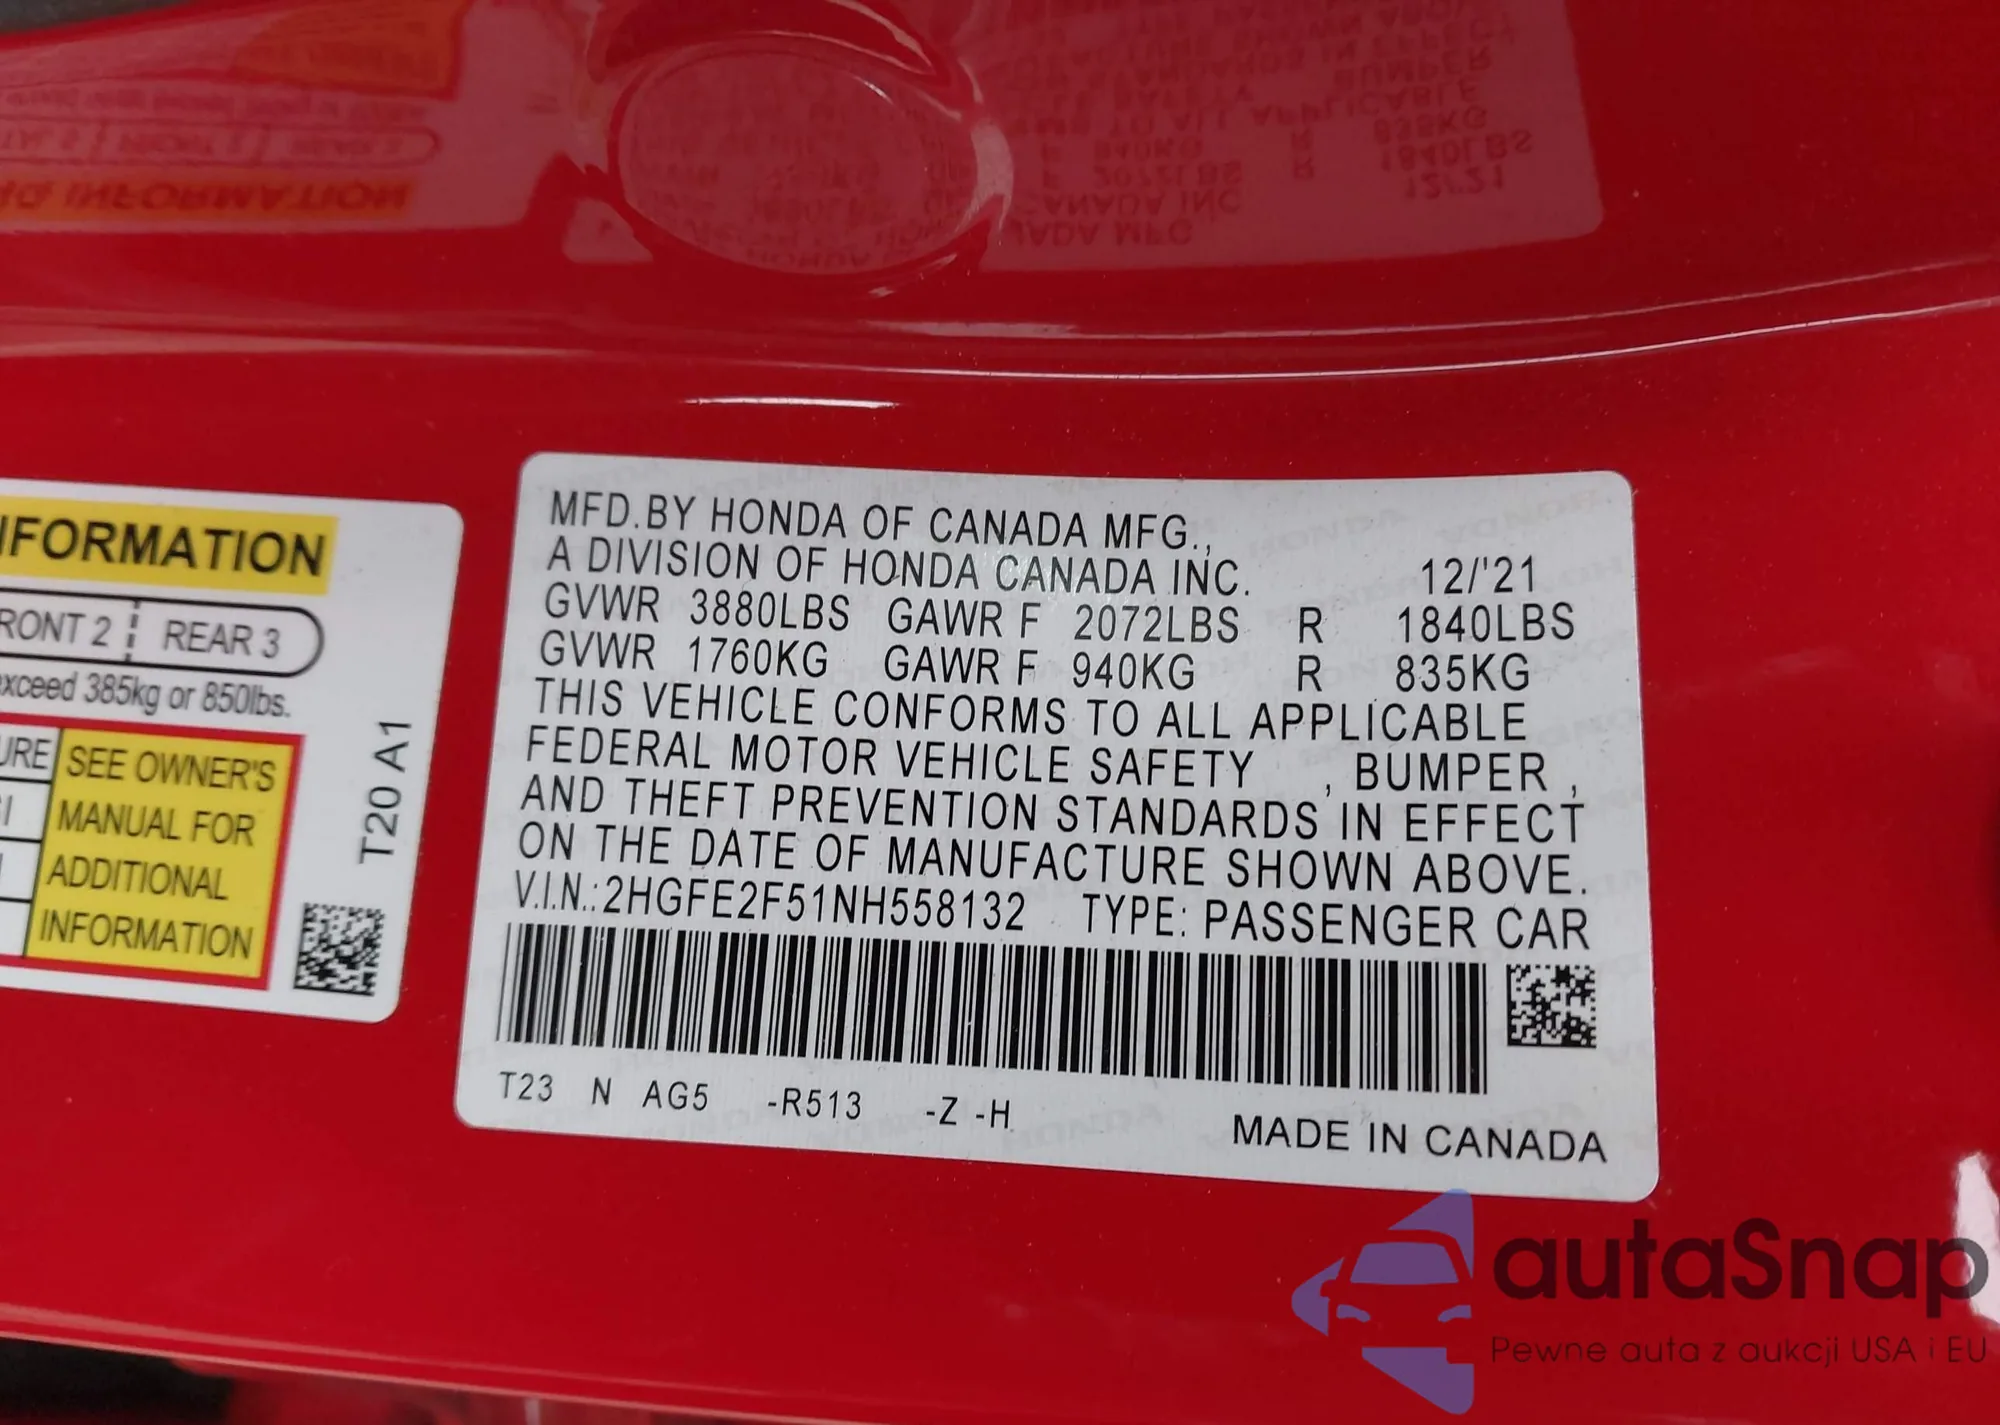 NFORMATION
RONT 2 ¦ REAR 3
exceed 385kg or 850lbs.
URE
SEE OWNER'S
MANUAL FOR
ADDITIONAL
INFORMATION
T20 A1
MFD.BY HONDA OF CANADA MFG.,
A DIVISION OF HONDA CANADA INC. 12/'21
GVWR 3880LBS GAWR F 2072LBS R 1840LBS
GVWR 1760KG GAWR F 940KG R 835KG
THIS VEHICLE CONFORMS TO ALL APPLICABLE
FEDERAL MOTOR VEHICLE SAFETY , BUMPER ,
AND THEFT PREVENTION STANDARDS IN EFFECT
ON THE DATE OF MANUFACTURE SHOWN ABOVE.
V.I.N.:2HGFE2F51NH558132 TYPE: PASSENGER CAR
T23 N AG5 -R513 -Z -H
MADE IN CANADA
autaSnap
Pewne auta z aukcji USA i EU